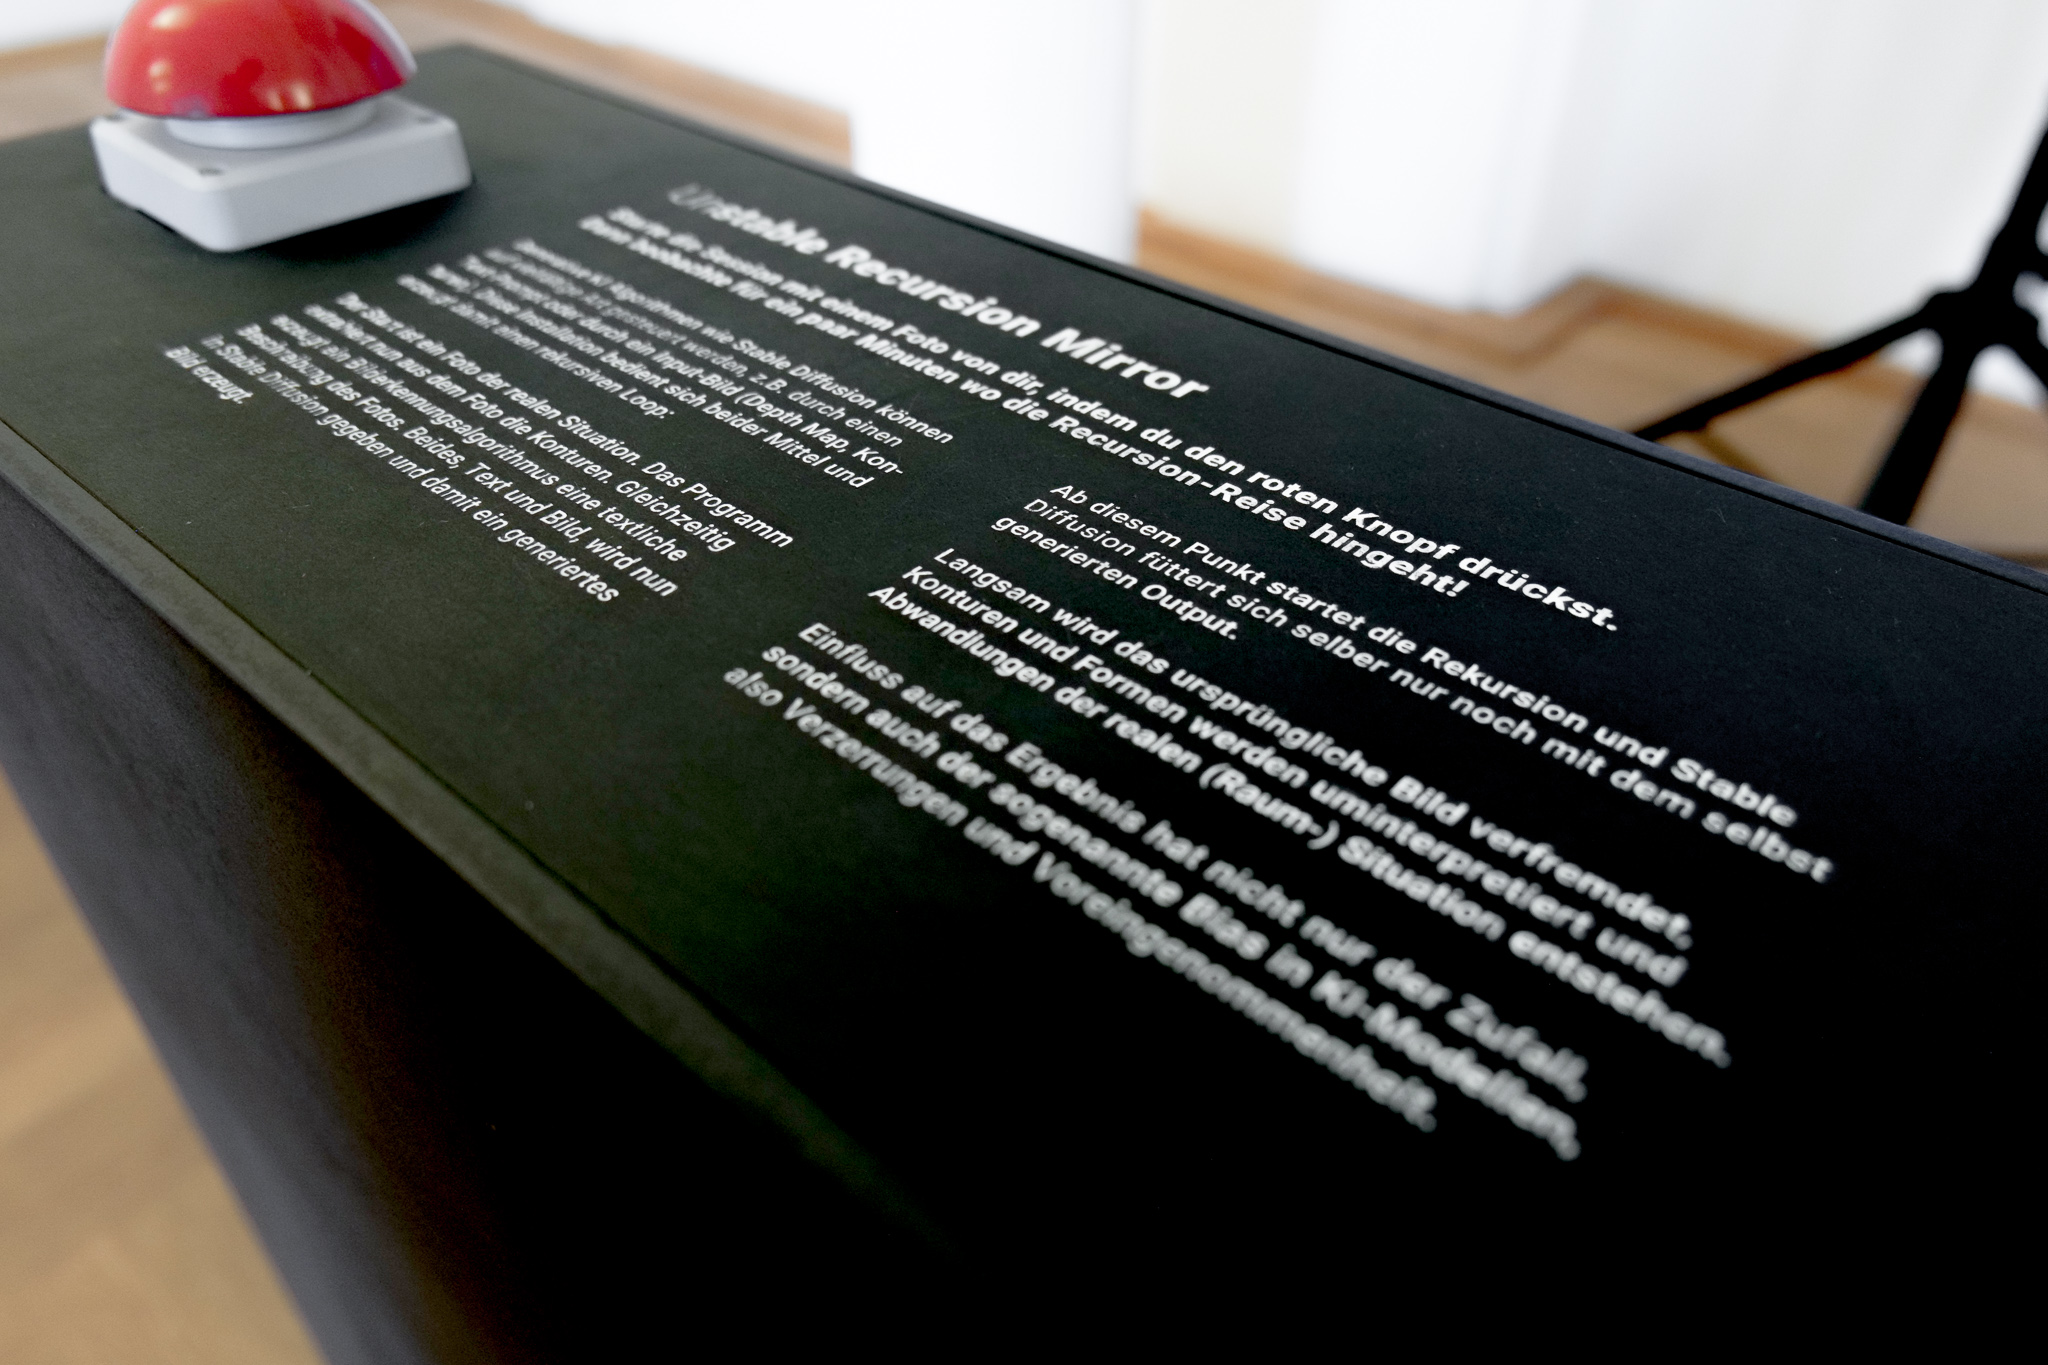 Unstable Recursion Mirror
Starte die Session mit einem Foto von dir, indem du den roten Knopf drückst.
Dann beobachte für ein paar Minuten wo die Recursion-Reise hingeht!
Generative KI Algorithmen wie Stable Diffusion können
auf vielfältige Art gesteuert werden, z.B. durch einen
Text-Prompt oder durch ein Input-Bild (Depth Map, Kon-
turen). Diese Installation bedient sich beider Mittel und
erzeugt damit einen rekursiven Loop:
Der Start ist ein Foto der realen Situation. Das Programm
extrahiert nun aus dem Foto die Konturen. Gleichzeitig
erzeugt ein Bilderkennungsalgorithmus eine textliche
Beschreibung des Fotos. Beides, Text und Bild, wird nun
in Stable Diffusion gegeben und damit ein generiertes
Bild erzeugt.
Ab diesem Punkt startet die Rekursion und Stable
Diffusion füttert sich selber nur noch mit dem selbst
generierten Output.
Langsam wird das ursprüngliche Bild verfremdet,
Konturen und Formen werden uminterpretiert und
Abwandlungen der realen (Raum-) Situation entstehen.
Einfluss auf das Ergebnis hat nicht nur der Zufall,
sondern auch der sogenannte Bias in KI-Modellen,
also Verzerrungen und Voreingenommenheit.